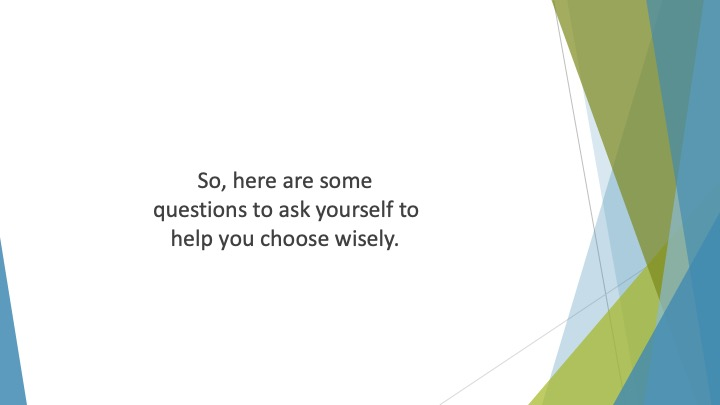 So, here are some
questions to ask yourself to
help you choose wisely.